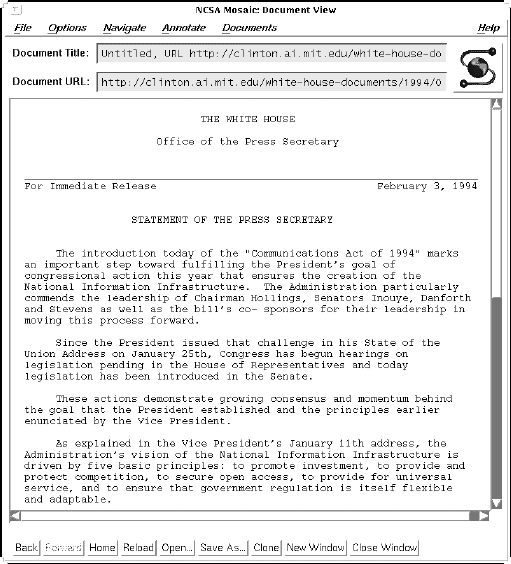 NCSA Mosaic: Document View
File Options Navigate Annotate Documents Help
Document Title: Untitled, URL http://clinton.ai.mit.edu/white-house-do
Document URL: http://clinton.ai.mit.edu/white-house-documents/1994/0
THE WHITE HOUSE
Office of the Press Secretary
For Immediate Release February 3, 1994
STATEMENT OF THE PRESS SECRETARY
The introduction today of the "Communications Act of 1994" marks
an important step toward fulfilling the President's goal of
congressional action this year that ensures the creation of the
National Information Infrastructure. The Administration particularly
commends the leadership of Chairman Hollings, Senators Inouye, Danforth
and Stevens as well as the bill's co- sponsors for their leadership in
moving this process forward.
Since the President issued that challenge in his State of the
Union Address on January 25th, Congress has begun hearings on
legislation pending in the House of Representatives and today
legislation has been introduced in the Senate.
These actions demonstrate growing consensus and momentum behind
the goal that the President established and the principles earlier
enunciated by the Vice President.
As explained in the Vice President's January 11th address, the
Administration's vision of the National Information Infrastructure is
driven by five basic principles: to promote investment, to provide and
protect competition, to secure open access, to provide for universal
service, and to ensure that government regulation is itself flexible
and adaptable.
Back Forward Home Reload Open... Save As... Clone New Window Close Window